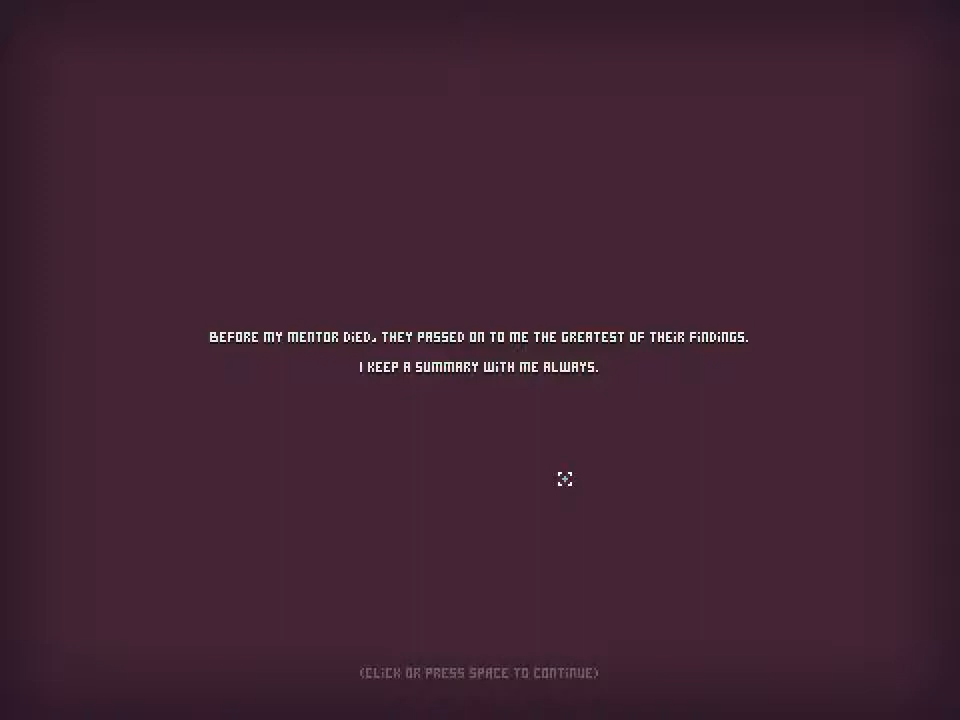 BEFORE MY MENTOR DiED, THEY PASSED ON TO ME THE GREATEST OF THEiR FiNDiNGS.
I KEEP A SUMMARY WiTH ME ALWAYS.
(CLiCK OR PRESS SPACE TO CONTiNUE)